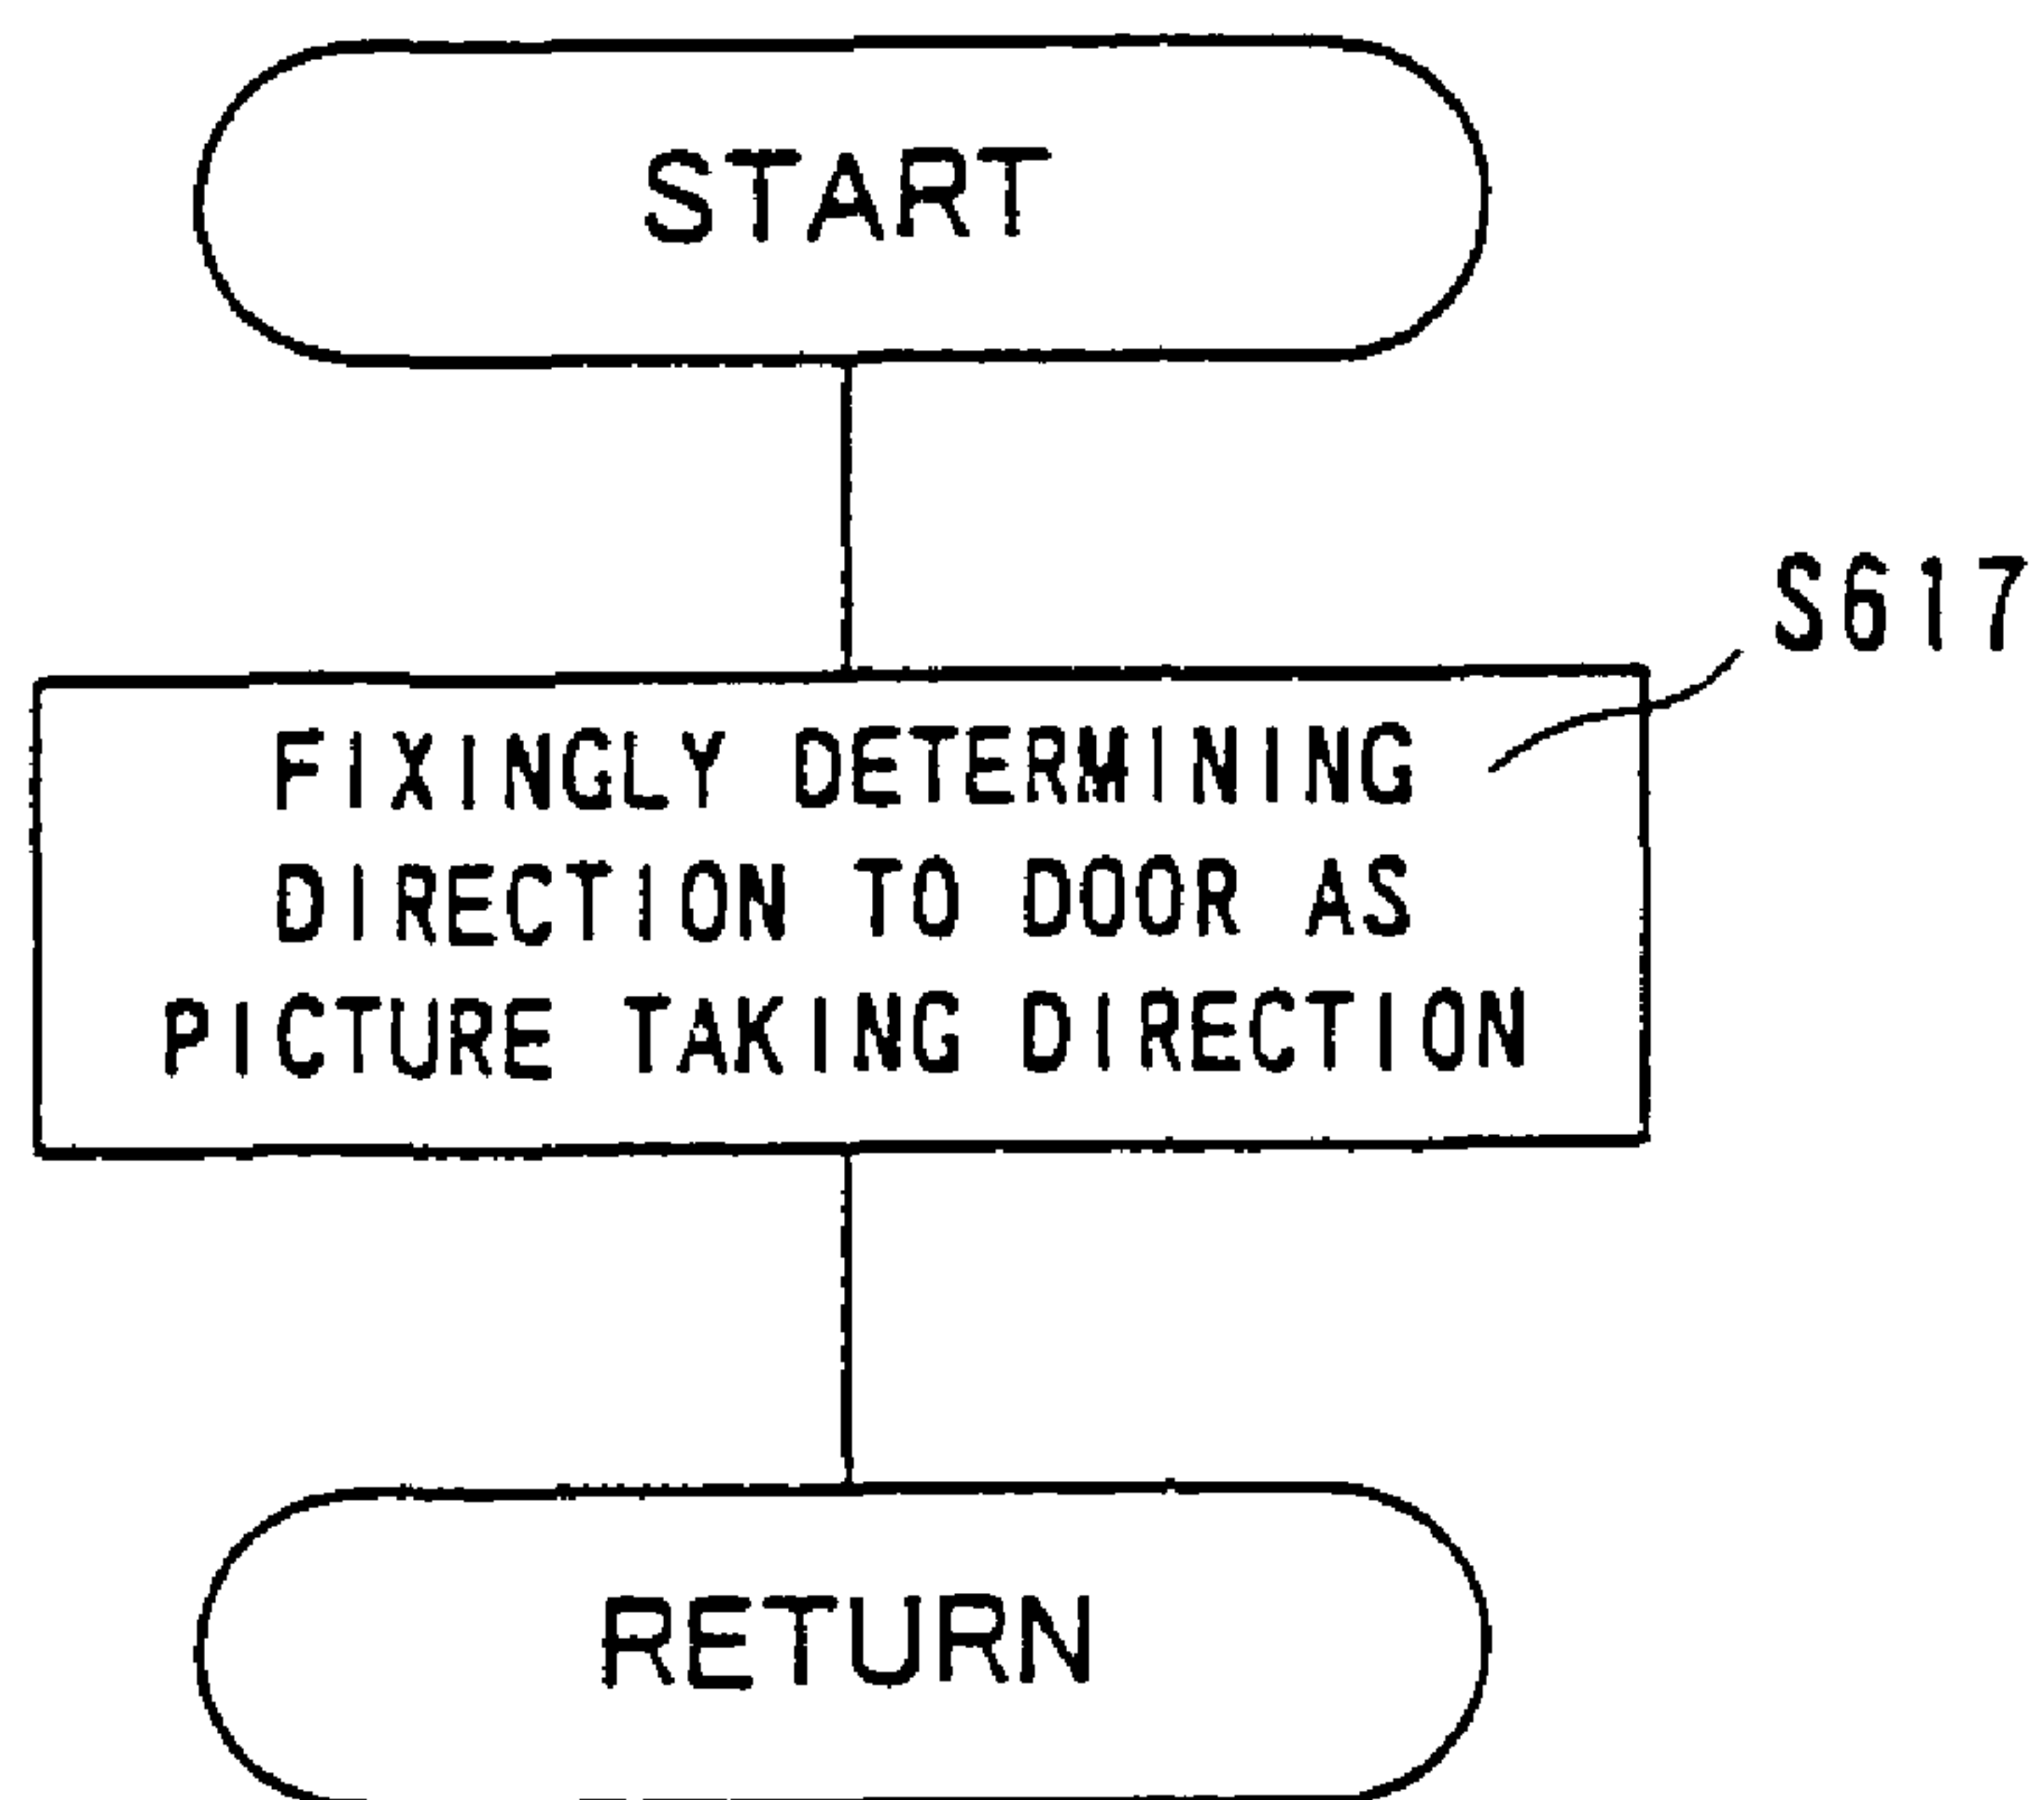 START
S617
FIXINGLY DETERMINING
DIRECTION TO DOOR AS
PICTURE TAKING DIRECTION
RETURN